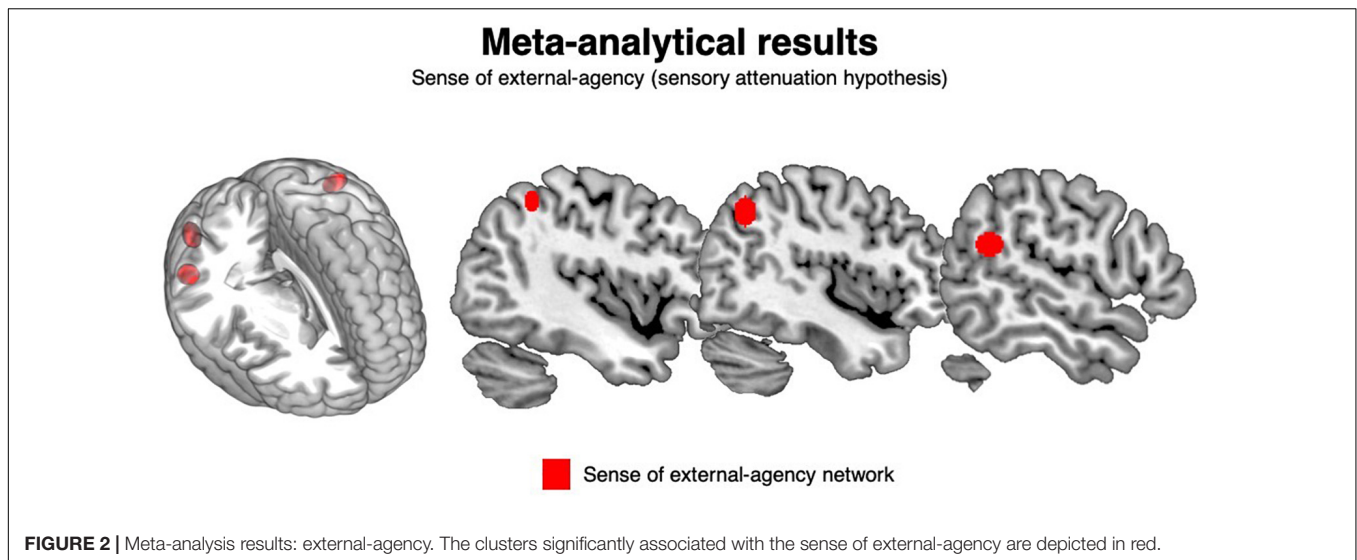 Meta-analytical results
Sense of external-agency (sensory attenuation hypothesis)
Sense of external-agency network
FIGURE 2 | Meta-analysis results: external-agency. The clusters significantly associated with the sense of external-agency are depicted in red.